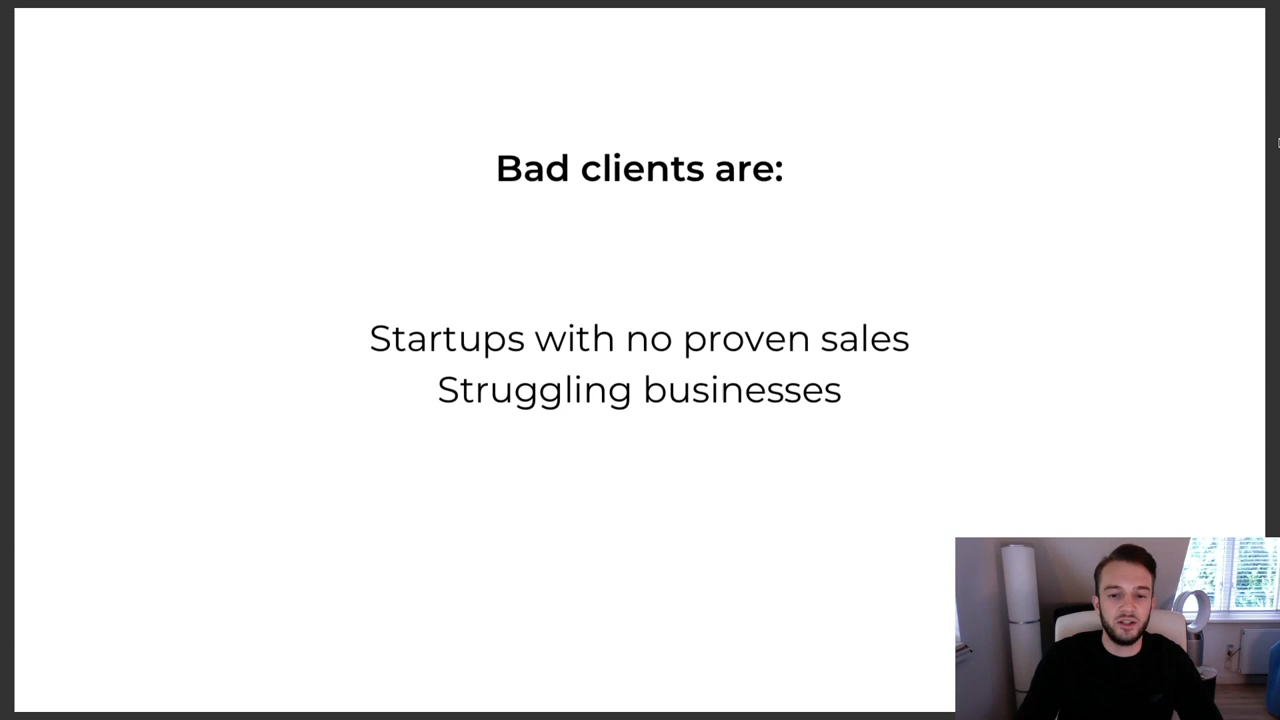 Bad clients are:
Startups with no proven sales
Struggling businesses